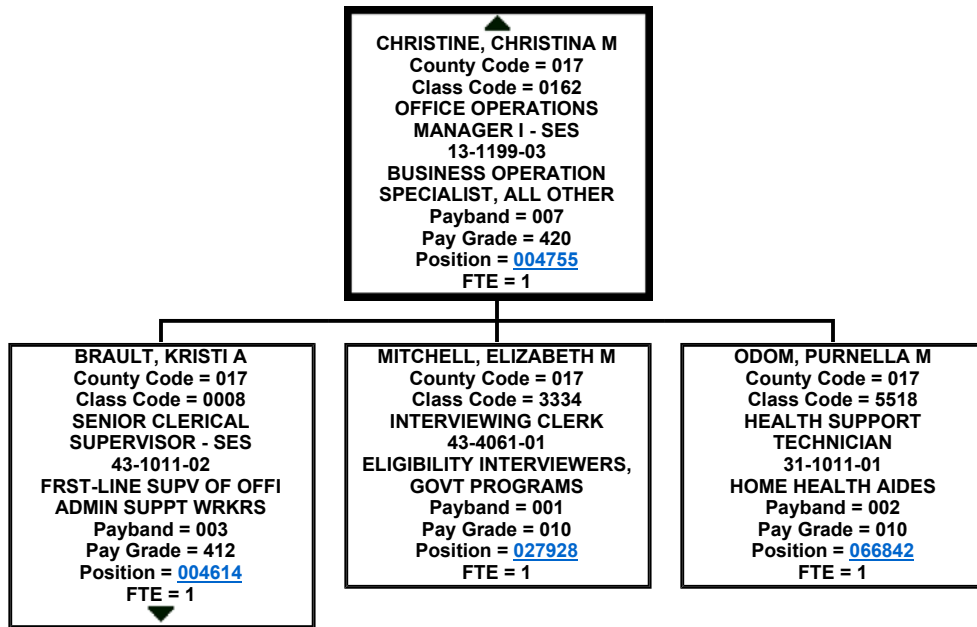 CHRISTINE, CHRISTINA M
County Code = 017
Class Code = 0162
OFFICE OPERATIONS
MANAGER I - SES
13-1199-03
BUSINESS OPERATION
SPECIALIST, ALL OTHER
Payband = 007
Pay Grade = 420
Position = 004755
FTE = 1
BRAULT, KRISTI A
County Code = 017
Class Code = 0008
SENIOR CLERICAL
SUPERVISOR - SES
43-1011-02
FRST-LINE SUPV OF OFFI
ADMIN SUPPT WRKRS
Payband = 003
Pay Grade = 412
Position = 004614
FTE = 1
MITCHELL, ELIZABETH M
County Code = 017
Class Code = 3334
INTERVIEWING CLERK
43-4061-01
ELIGIBILITY INTERVIEWERS,
GOVT PROGRAMS
Payband = 001
Pay Grade = 010
Position = 027928
FTE = 1
ODOM, PURNELLA M
County Code = 017
Class Code = 5518
HEALTH SUPPORT
TECHNICIAN
31-1011-01
HOME HEALTH AIDES
Payband = 002
Pay Grade = 010
Position = 066842
FTE = 1